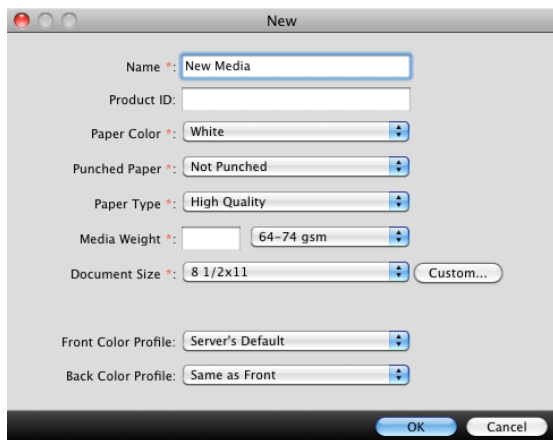 New
Name *: New Media
Product ID:
Paper Color *: White
Punched Paper *: Not Punched
Paper Type *: High Quality
Media Weight *: 64-74 gsm
Document Size *: 8 1/2x11 Custom...
Front Color Profile: Server's Default
Back Color Profile: Same as Front
OK Cancel